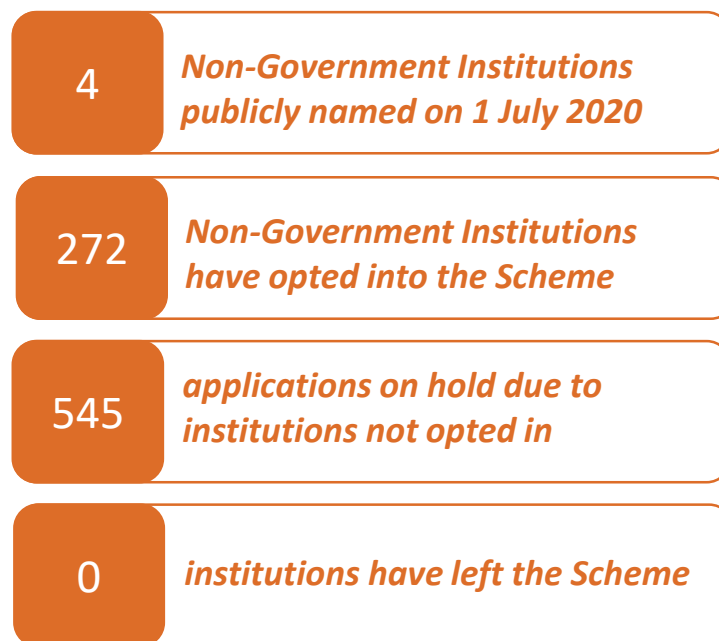 4
Non-Government Institutions
publicly named on 1 July 2020
272
Non-Government Institutions
have opted into the Scheme
545
applications on hold due to
institutions not opted in
0
institutions have left the Scheme